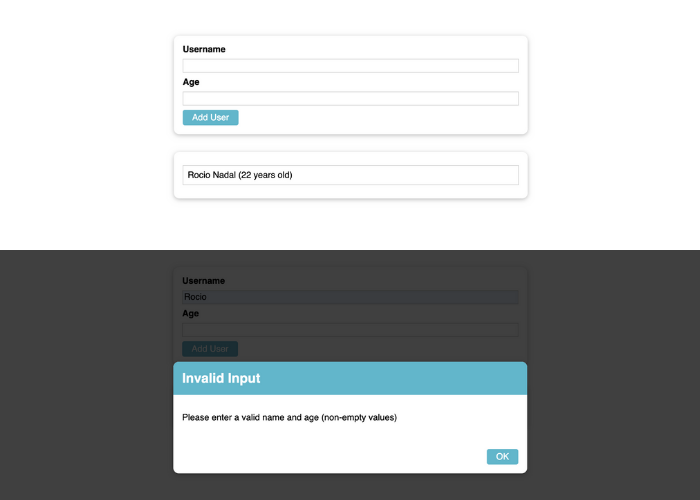 Username
Age
Add User
Rocio Nadal (22 years old)
Username
Rocio
Age
Add User
Invalid Input
Please enter a valid name and age (non-empty values)
OK